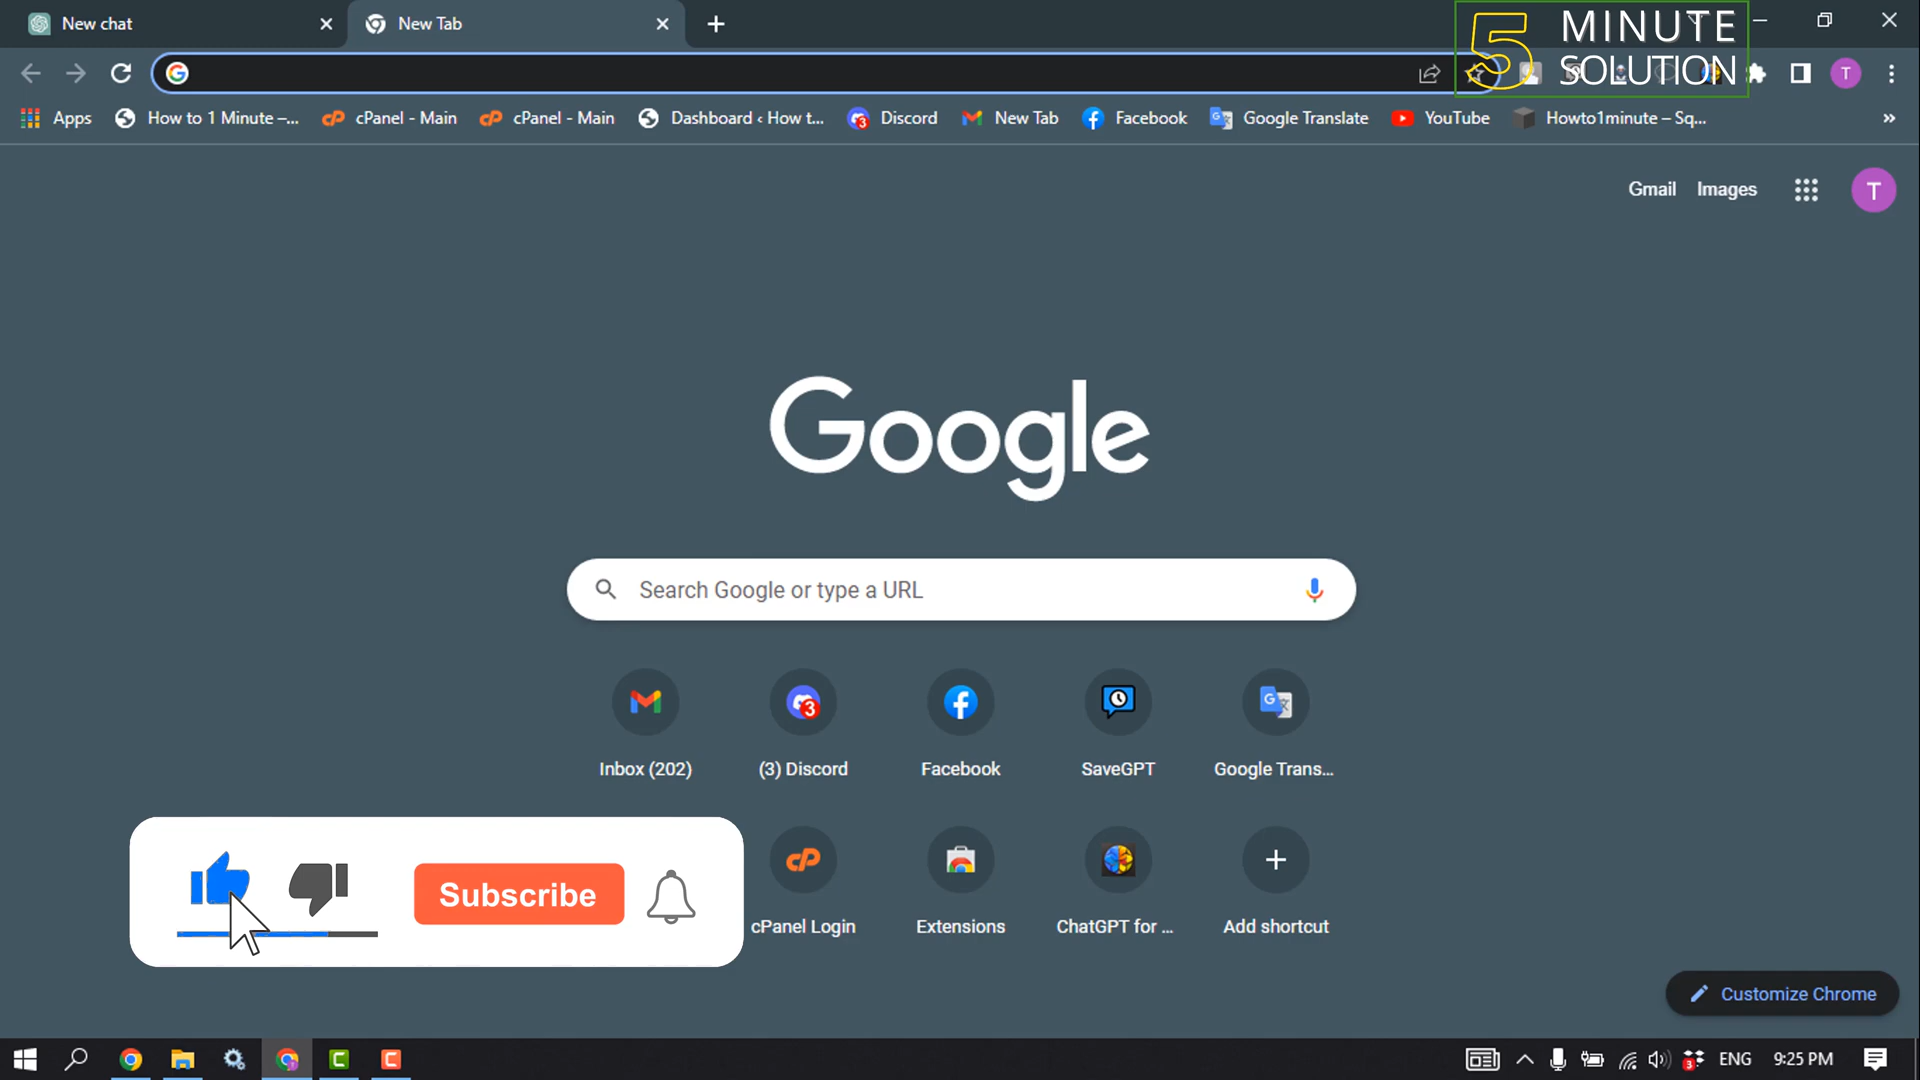 New chat
New Tab
5 MINUTE
SOLUTION
T
Apps
How to 1 Minute –...
cPanel - Main
cPanel - Main
Dashboard ‹ How t...
Discord
New Tab
Facebook
Google Translate
YouTube
Howto1minute – Sq...
»
Gmail
Images
T
Google
Search Google or type a URL
3
Inbox (202)
(3) Discord
Facebook
SaveGPT
Google Trans...
Subscribe
cPanel Login
Extensions
ChatGPT for ...
Add shortcut
Customize Chrome
3
ENG
9:25 PM